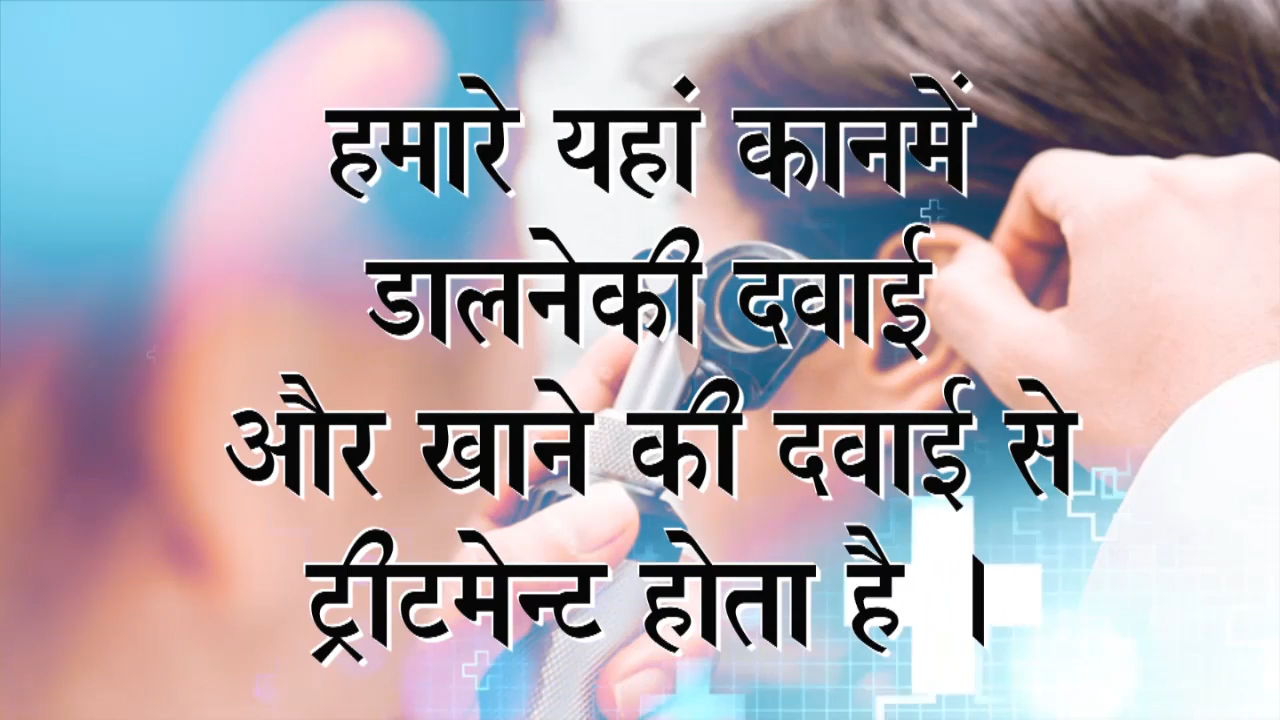 हमारे यहां कानमें
डालनेकी दवाई
और खाने की दवाई से
ट्रीटमेन्ट होता है ।